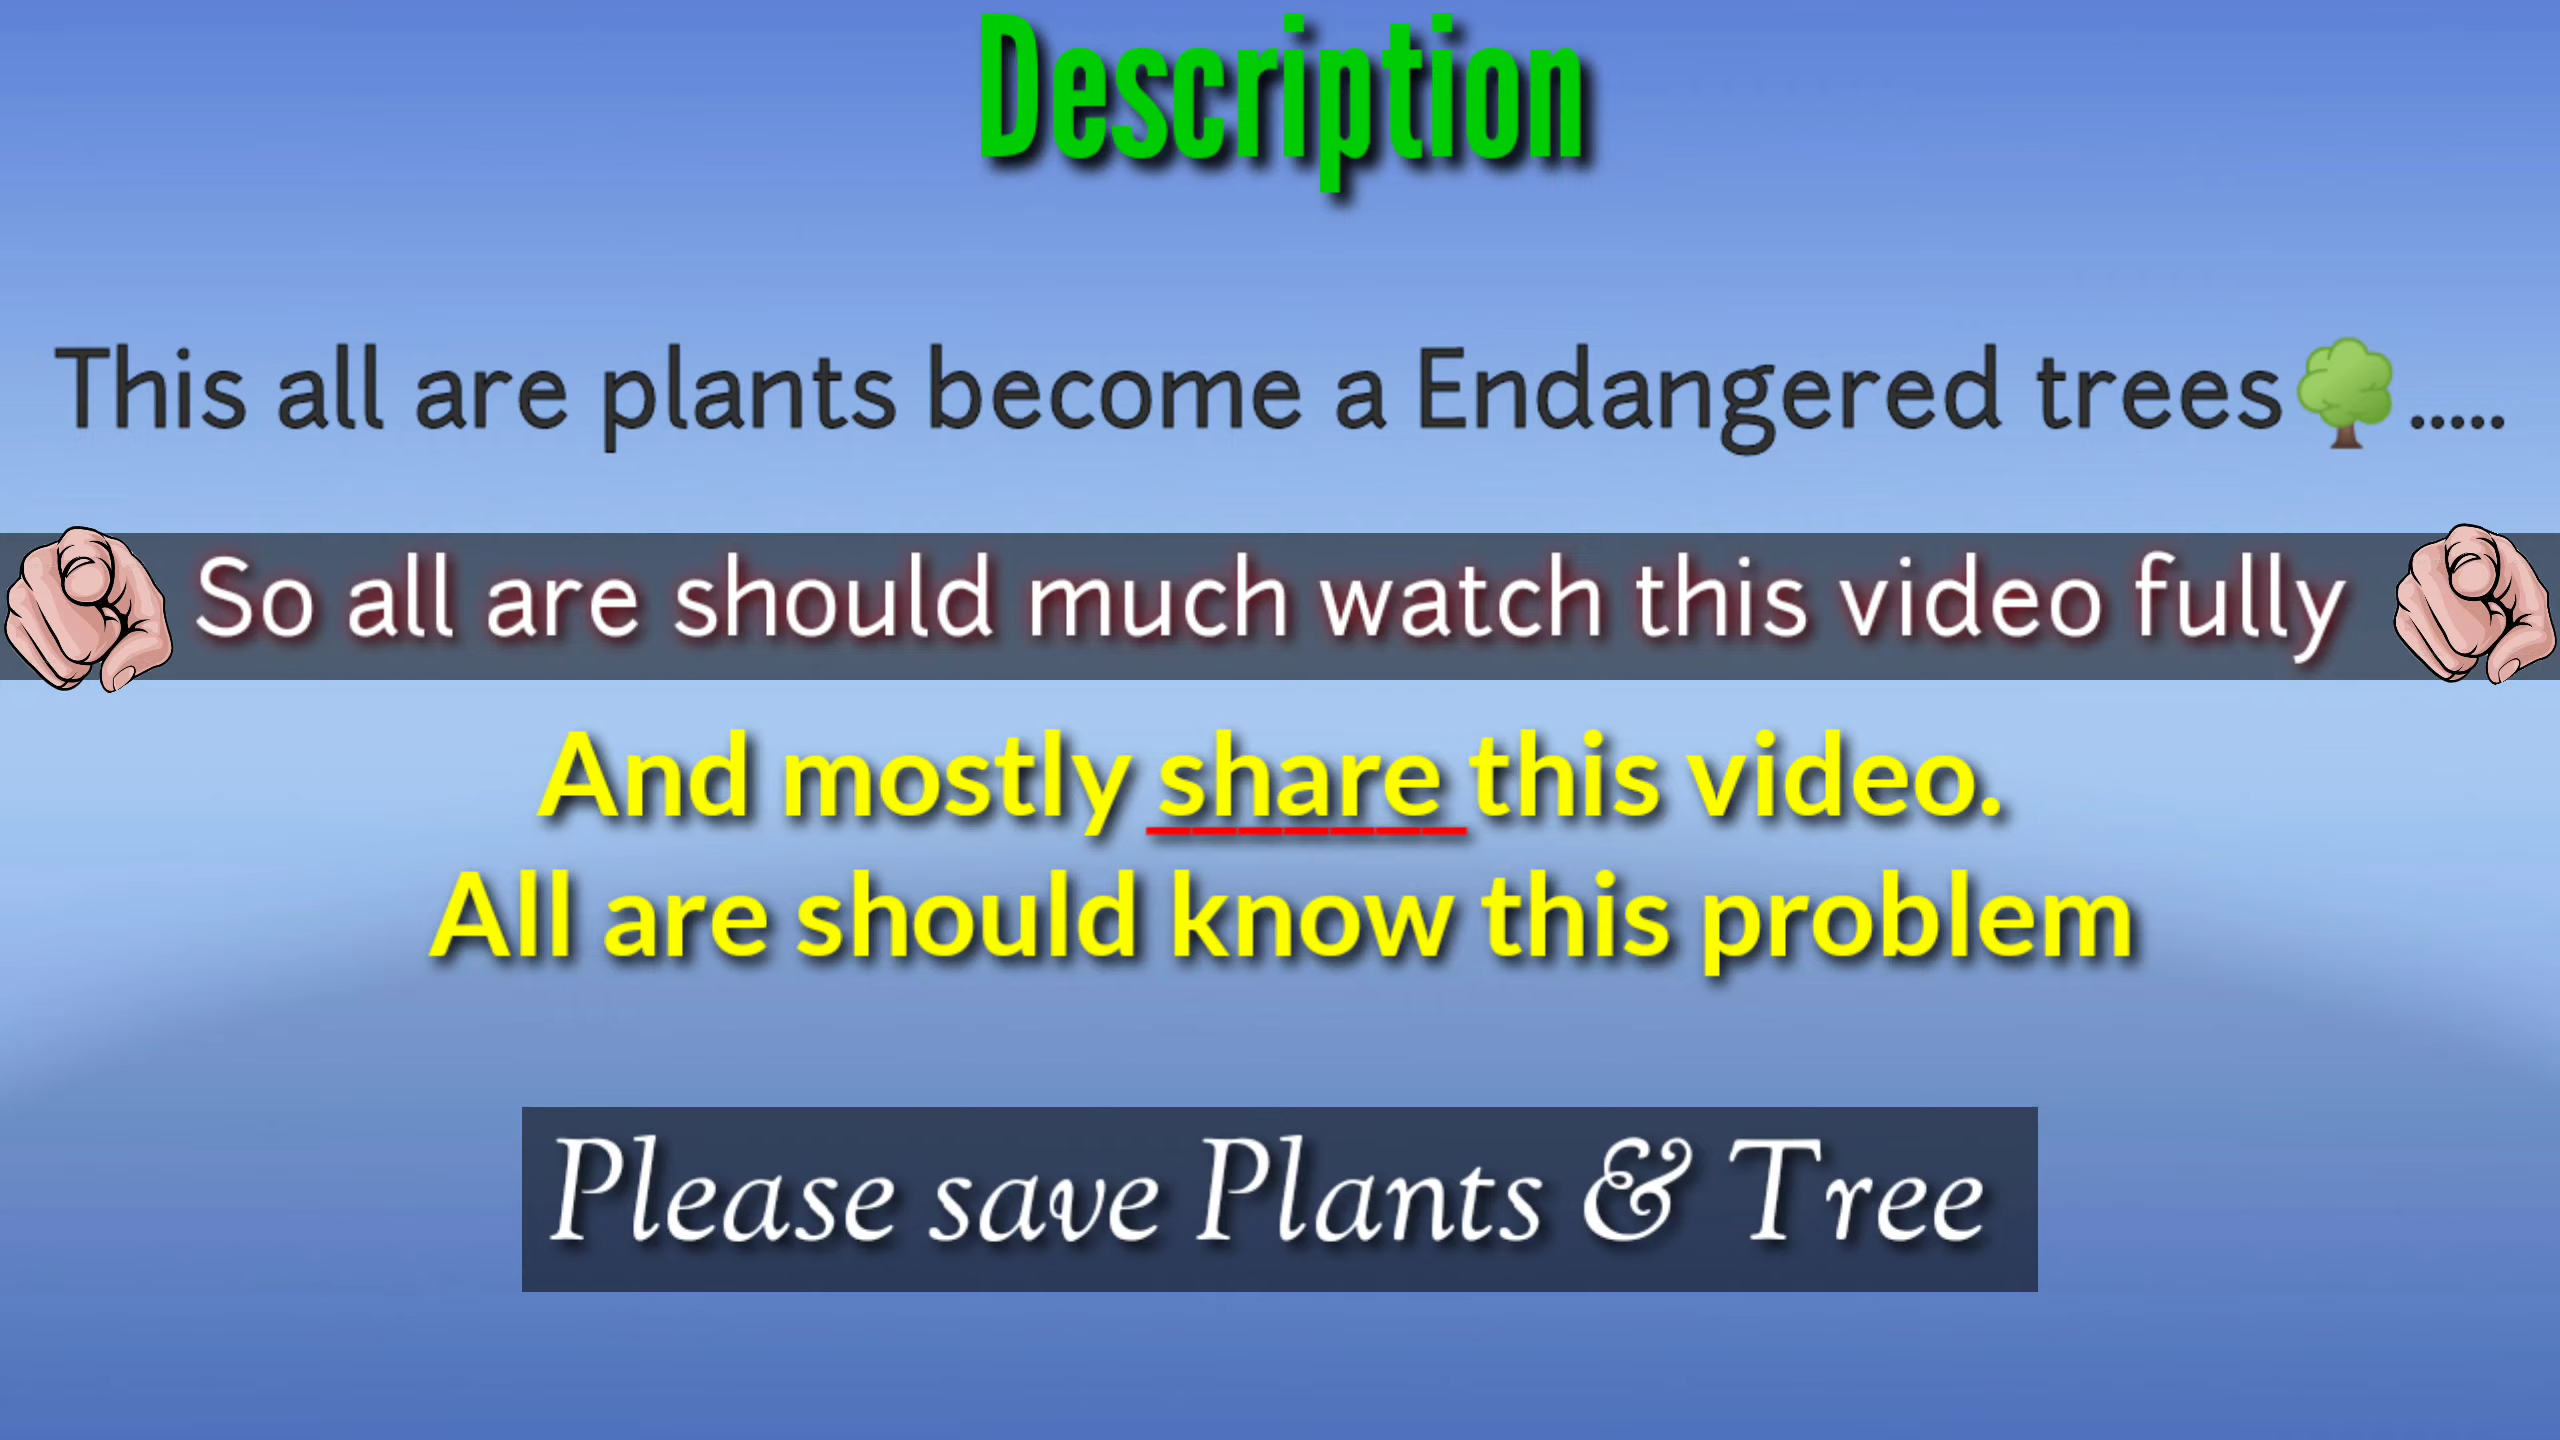 Description
This all are plants become a Endangered trees🌳.....
So all are should much watch this video fully
And mostly share this video.
All are should know this problem
Please save Plants & Tree